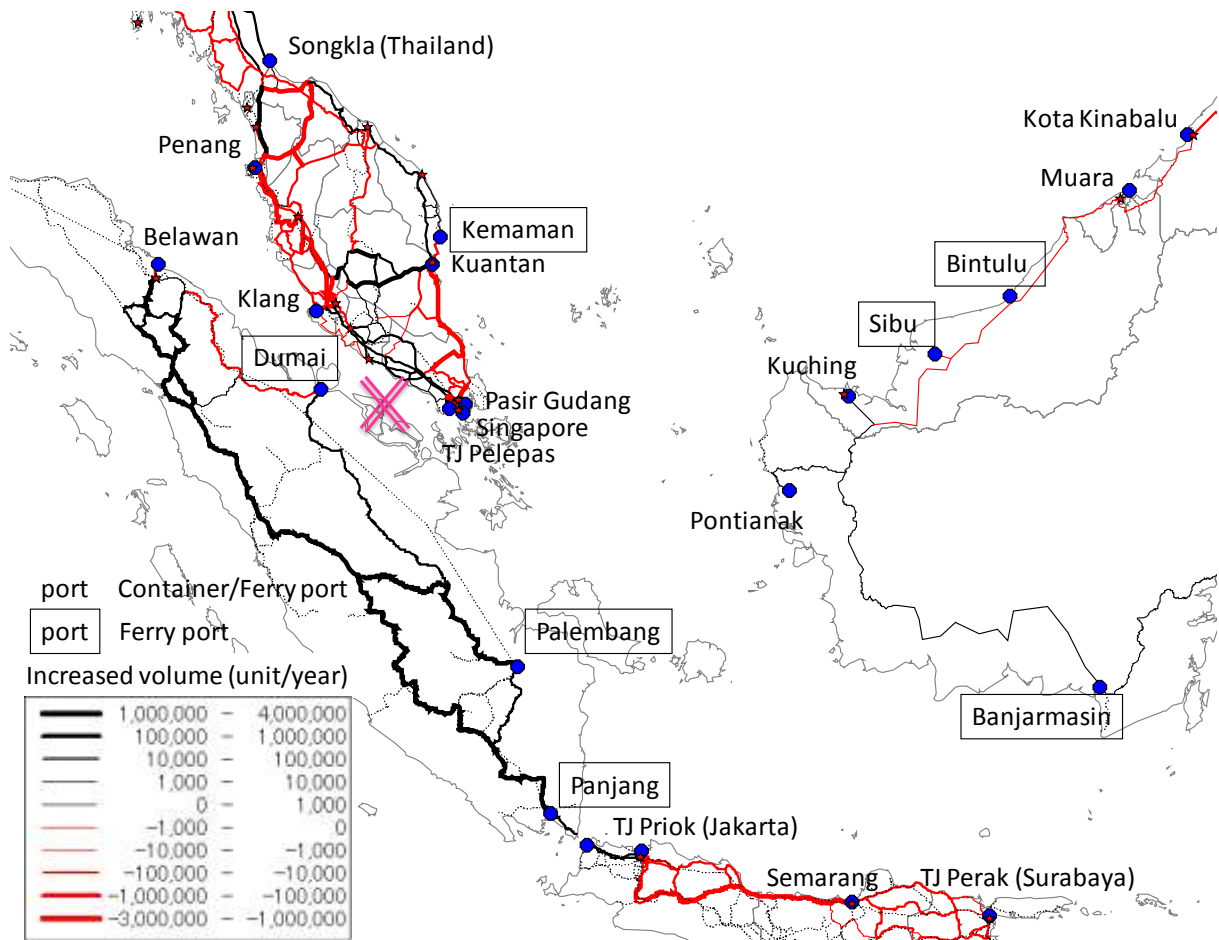 Songkla (Thailand)
Kota Kinabalu
Penang
Muara
Belawan
Kemaman
Kuantan
Bintulu
Klang
Sibu
Dumai
Kuching
Pasir Gudang
Singapore
TJ Pelepas
Pontianak
port Container/Ferry port
port Ferry port
Palembang
Increased volume (unit/year)
1,000,000 – 4,000,000
100,000 – 1,000,000
10,000 – 100,000
1,000 – 10,000
0 – 1,000
−1,000 – 0
−10,000 – −1,000
−100,000 – −10,000
−1,000,000 – −100,000
−3,000,000 – −1,000,000
Banjarmasin
Panjang
TJ Priok (Jakarta)
Semarang
TJ Perak (Surabaya)